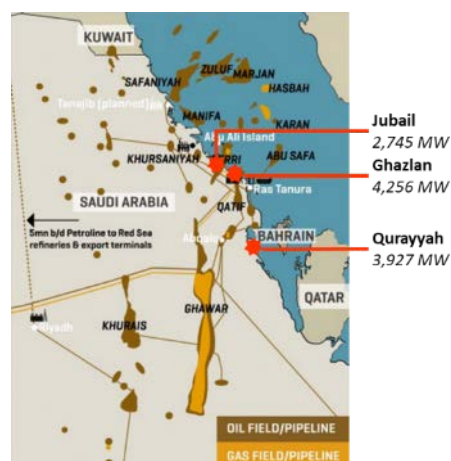 KUWAIT
ZULUF
MARJAN
SAFANIYAH
HASBAH
Tanajib (planned)
MANIFA
KARAN
Jubail
2,745 MW
Abu Ali Island
KHURSANIYAH
ABU SAFA
Ghazlan
4,256 MW
Ras Tanura
SAUDI ARABIA
QATIF
5mn b/d Petroline to Red Sea
refineries & export terminals
Abqaiq
BAHRAIN
Qurayyah
3,927 MW
QATAR
GHAWAR
KHURAIS
Riyadh
OIL FIELD/PIPELINE
GAS FIELD/PIPELINE